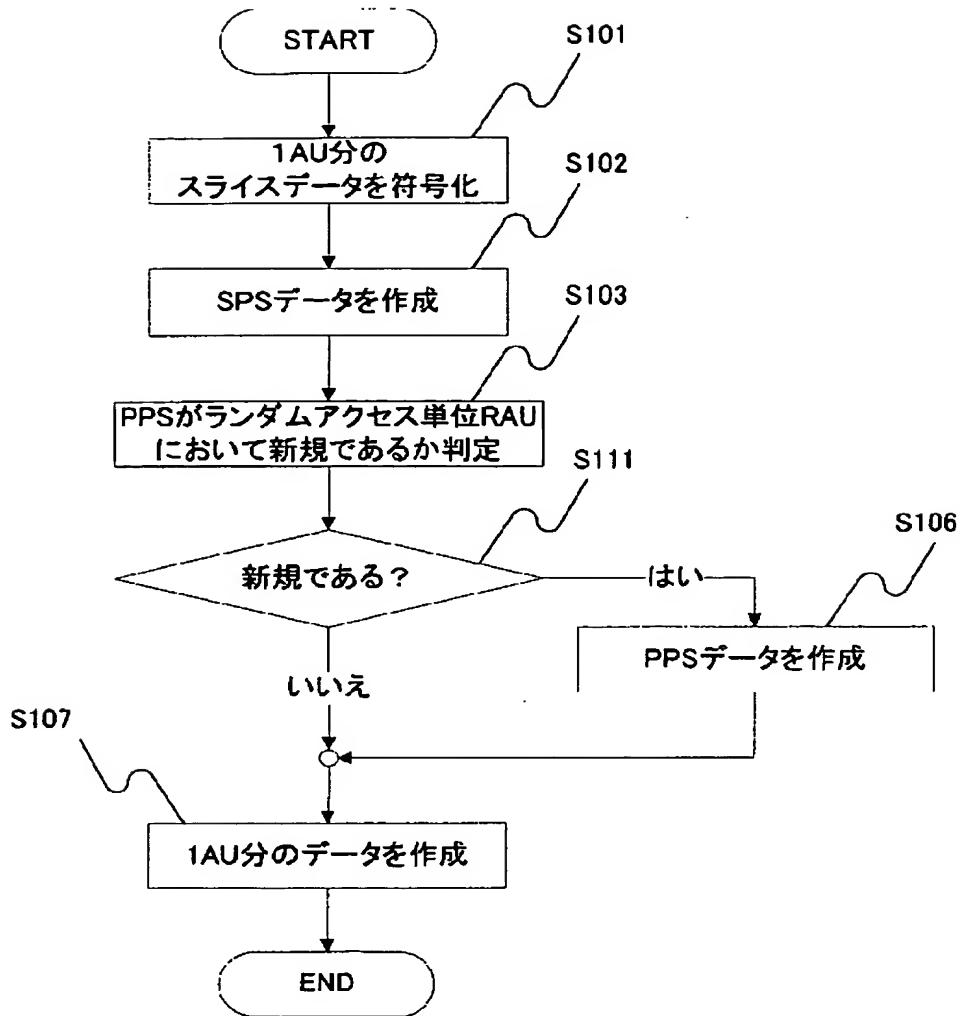 START
S101
1AU分の
スライスデータを符号化
S102
SPSデータを作成
S103
PPSがランダムアクセス単位RAU
において新規であるか判定
S111
新規である?
はい
S106
PPSデータを作成
いいえ
S107
1AU分のデータを作成
END